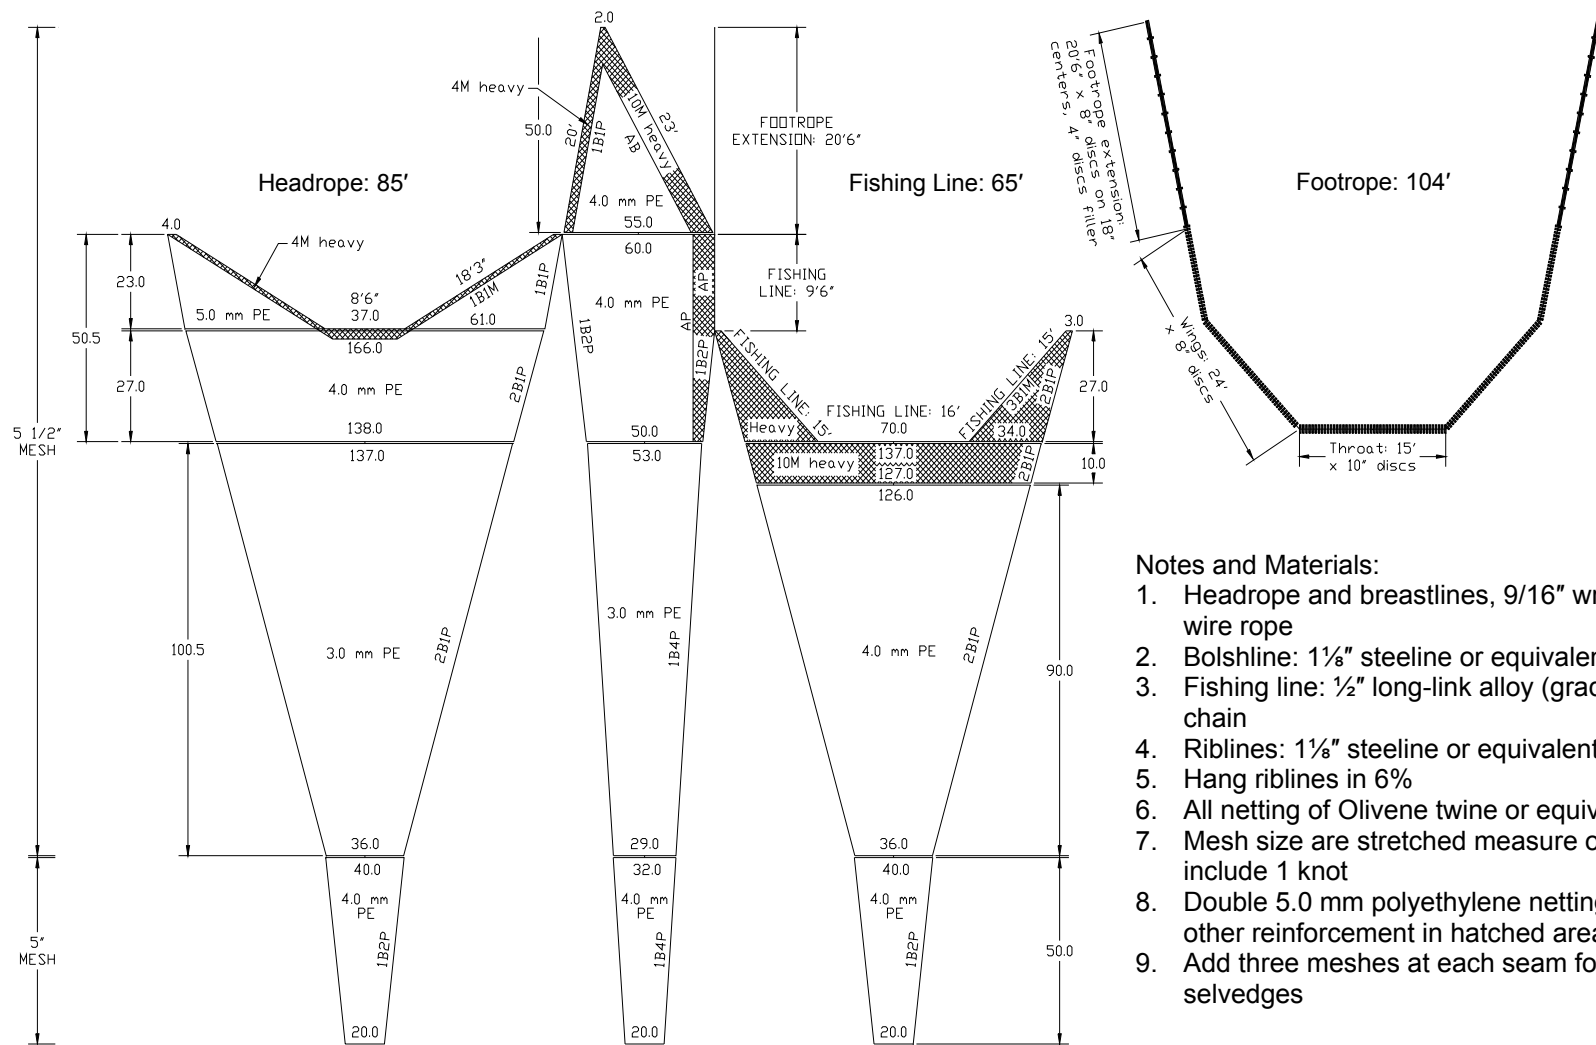 2.0
4M heavy
50.0
20'
1B1P
10M heavy
AB
23'
4.0 mm PE
55.0
FOOTROPE
EXTENSION: 20'6"
Headrope: 85'
Fishing Line: 65'
Footrope: 104'
Footrope extension:
20'6" x 8" discs on 18"
centers, 4" discs filler
4.0
4M heavy
23.0
50.5
8'6"
37.0
18'3"
1B1M
1B1P
5.0 mm PE
61.0
166.0
27.0
4.0 mm PE
2B1P
138.0
60.0
4.0 mm PE
AP
AP
1B2P
1B2P
50.0
FISHING
LINE: 9'6"
FISHING LINE: 15'
Heavy
FISHING LINE: 16'
70.0
FISHING LINE: 15'
3B1M
2B1P
3.0
34.0
27.0
Wings: 24'
x 8" discs
Throat: 15'
x 10" discs
5 1/2"
MESH
137.0
100.5
3.0 mm PE
2B1P
36.0
53.0
3.0 mm PE
1B4P
29.0
137.0
10M heavy
127.0
2B1P
10.0
126.0
4.0 mm PE
2B1P
90.0
36.0
5"
MESH
40.0
4.0 mm
PE
1B2P
20.0
32.0
4.0 mm
PE
1B4P
20.0
40.0
4.0 mm
PE
1B2P
50.0
20.0
Notes and Materials:
1. Headrope and breastlines, 9/16"
wire rope
2. Bolshline: 1⅛" steeline or
3. Fishing line: ½" long-link alloy
chain
4. Riblines: 1⅛" steeline or equivalent
5. Hang riblines in 6%
6. All netting of Olivene twine or
7. Mesh size are stretched measure
include 1 knot
8. Double 5.0 mm polyethylene
other reinforcement in hatched
9. Add three meshes at each seam
selvedges